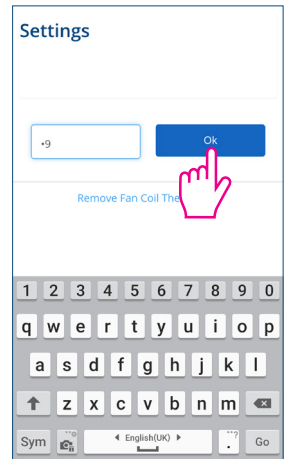 Settings
•9
Ok
Remove Fan Coil The
1 2 3 4 5 6 7 8 9 0
q w e r t y u i o p
a s d f g h j k l
z x c v b n m
Sym English(UK) .? Go